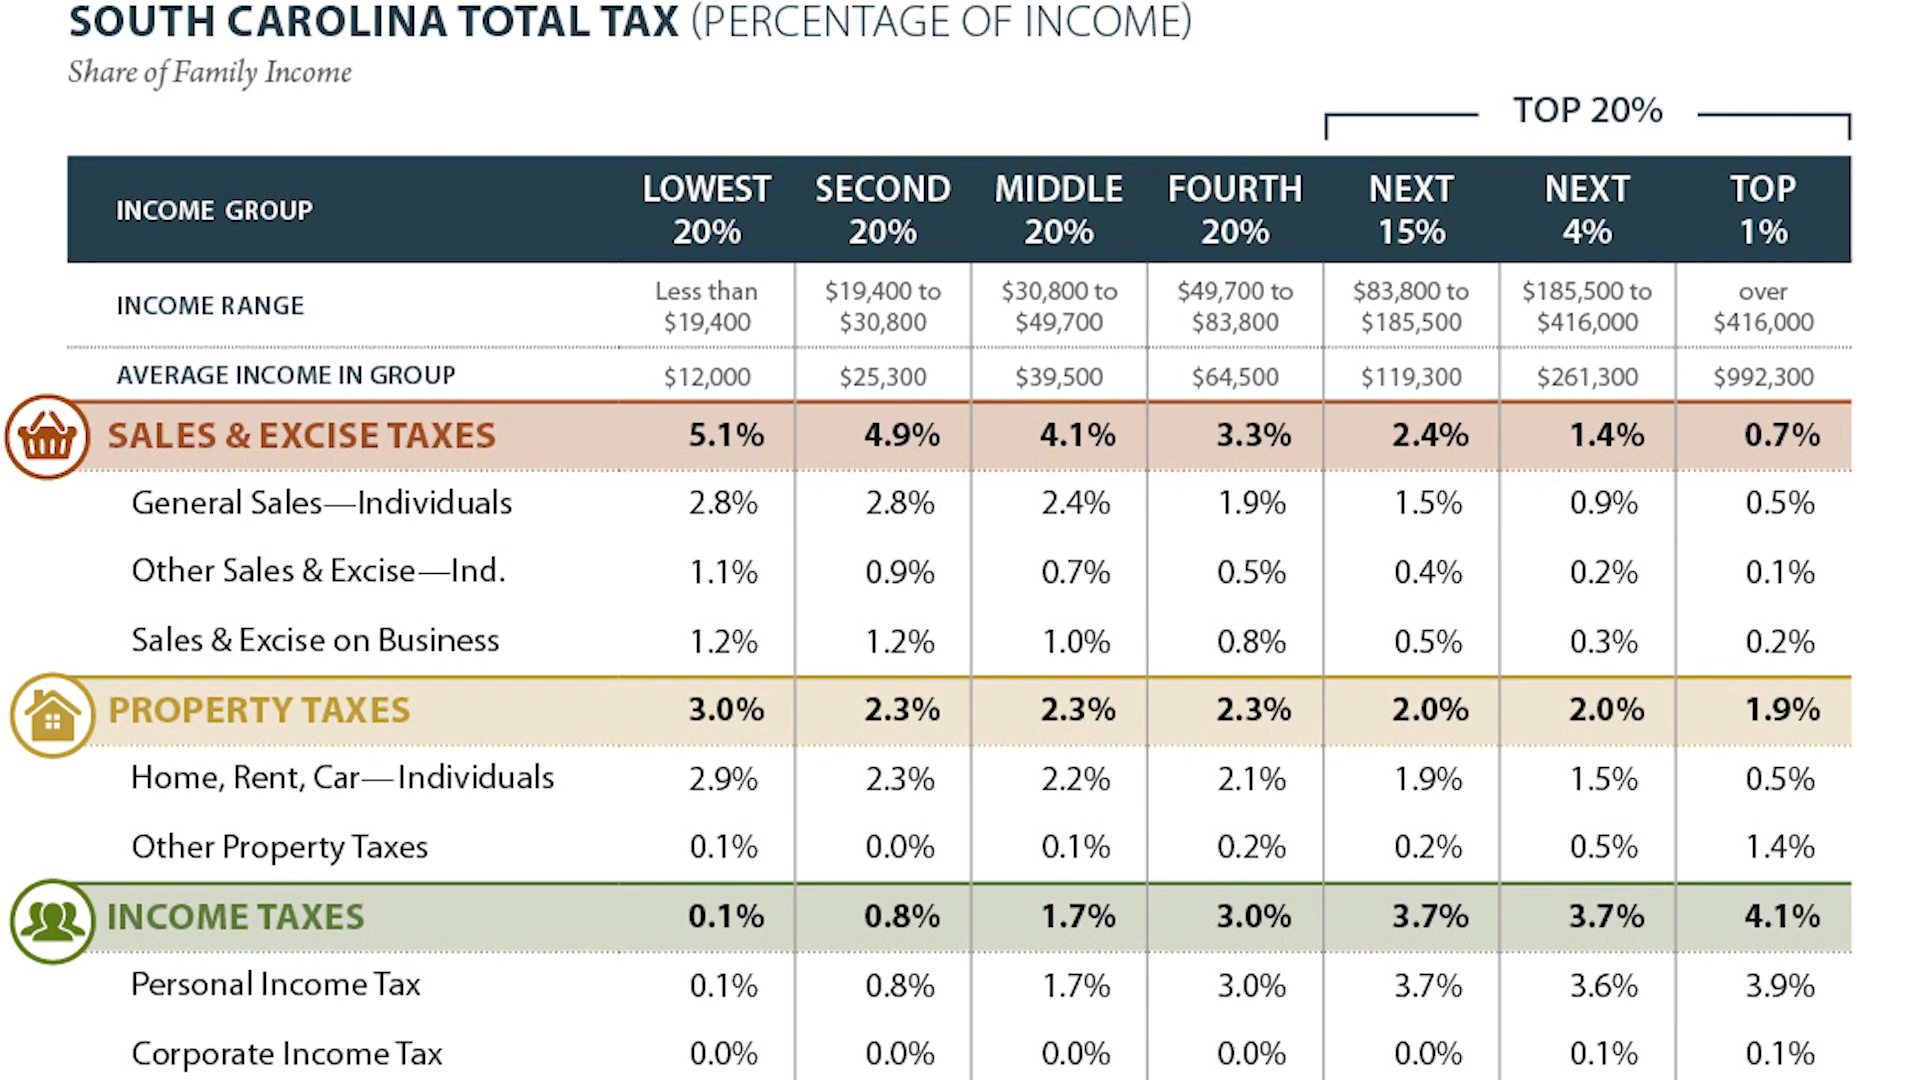 SOUTH CAROLINA TOTAL TAX (PERCENTAGE OF INCOME)
Share of Family Income
TOP 20%
INCOME GROUP LOWEST 20% SECOND 20% MIDDLE 20% FOURTH 20% NEXT 15% NEXT 4% TOP 1%
INCOME RANGE Less than $19,400 $19,400 to $30,800 $30,800 to $49,700 $49,700 to $83,800 $83,800 to $185,500 $185,500 to $416,000 over $416,000
AVERAGE INCOME IN GROUP $12,000 $25,300 $39,500 $64,500 $119,300 $261,300 $992,300
SALES & EXCISE TAXES 5.1% 4.9% 4.1% 3.3% 2.4% 1.4% 0.7%
General Sales—Individuals 2.8% 2.8% 2.4% 1.9% 1.5% 0.9% 0.5%
Other Sales & Excise—Ind. 1.1% 0.9% 0.7% 0.5% 0.4% 0.2% 0.1%
Sales & Excise on Business 1.2% 1.2% 1.0% 0.8% 0.5% 0.3% 0.2%
PROPERTY TAXES 3.0% 2.3% 2.3% 2.3% 2.0% 2.0% 1.9%
Home, Rent, Car—Individuals 2.9% 2.3% 2.2% 2.1% 1.9% 1.5% 0.5%
Other Property Taxes 0.1% 0.0% 0.1% 0.2% 0.2% 0.5% 1.4%
INCOME TAXES 0.1% 0.8% 1.7% 3.0% 3.7% 3.7% 4.1%
Personal Income Tax 0.1% 0.8% 1.7% 3.0% 3.7% 3.6% 3.9%
Corporate Income Tax 0.0% 0.0% 0.0% 0.0% 0.0% 0.1% 0.1%